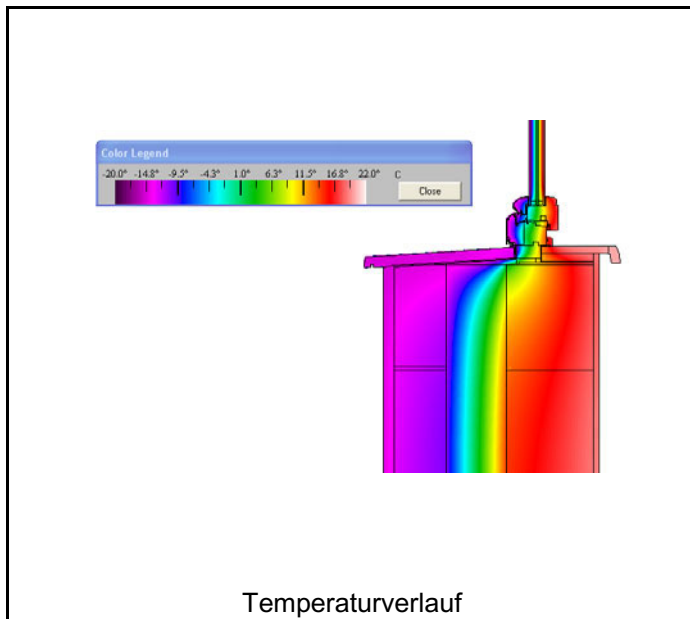 Color Legend
-20.0° -14.8° -9.5° -4.3° 1.0° 6.3° 11.5° 16.8° 22.0° C
Close
Temperaturverlauf